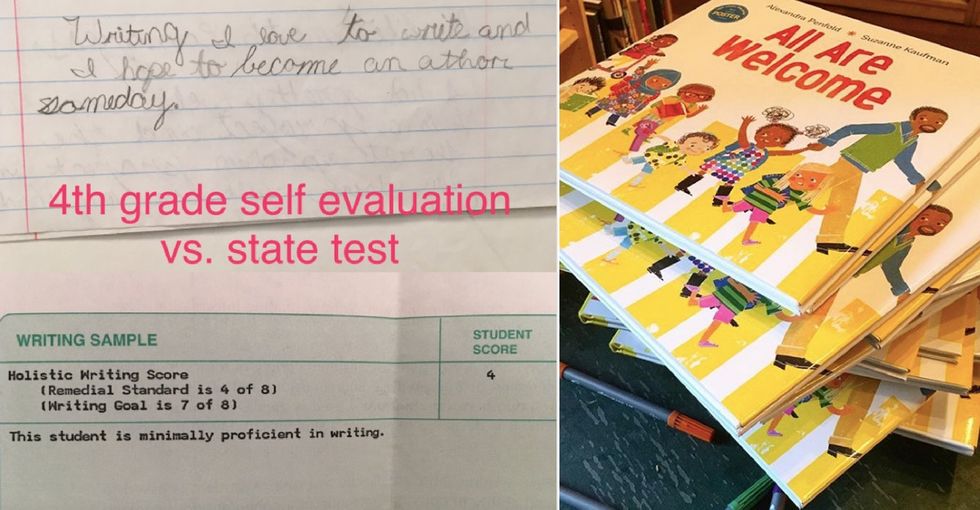 Writing I love to write and
I hope to become an athor
someday.
4th grade self evaluation
vs. state test
WRITING SAMPLE
STUDENT
SCORE
Holistic Writing Score
4
(Remedial Standard is 4 of 8)
(Writing Goal is 7 of 8)
This student is minimally proficient in writing.
POSTER
Alexandra Penfold * Suzanne Kaufman
All Are
Welcome